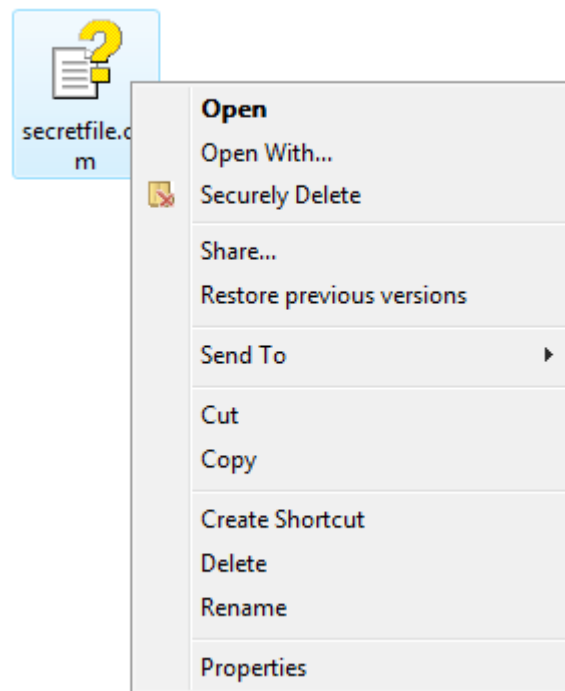 secretfile.c
m
Open
Open With...
Securely Delete
Share...
Restore previous versions
Send To
Cut
Copy
Create Shortcut
Delete
Rename
Properties